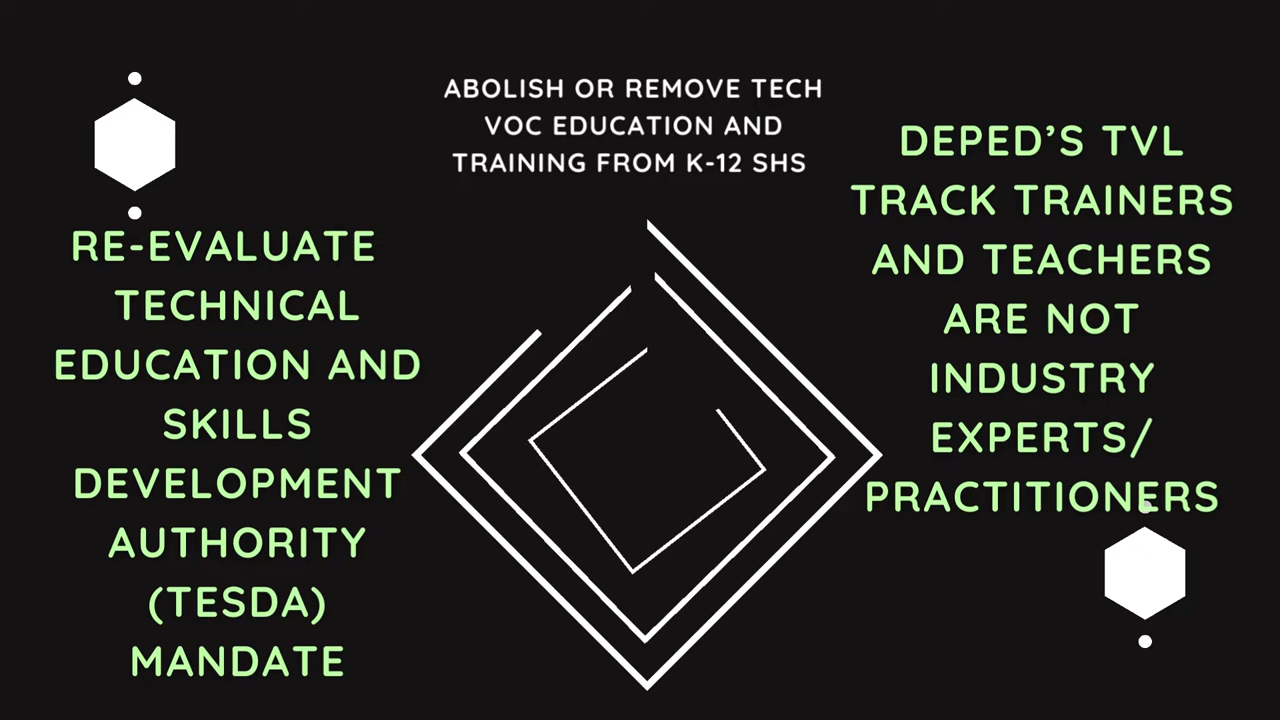 ABOLISH OR REMOVE TECH
VOC EDUCATION AND
TRAINING FROM K-12 SHS
RE-EVALUATE
TECHNICAL
EDUCATION AND
SKILLS
DEVELOPMENT
AUTHORITY
(TESDA)
MANDATE
DEPED’S TVL
TRACK TRAINERS
AND TEACHERS
ARE NOT
INDUSTRY
EXPERTS/
PRACTITIONERS